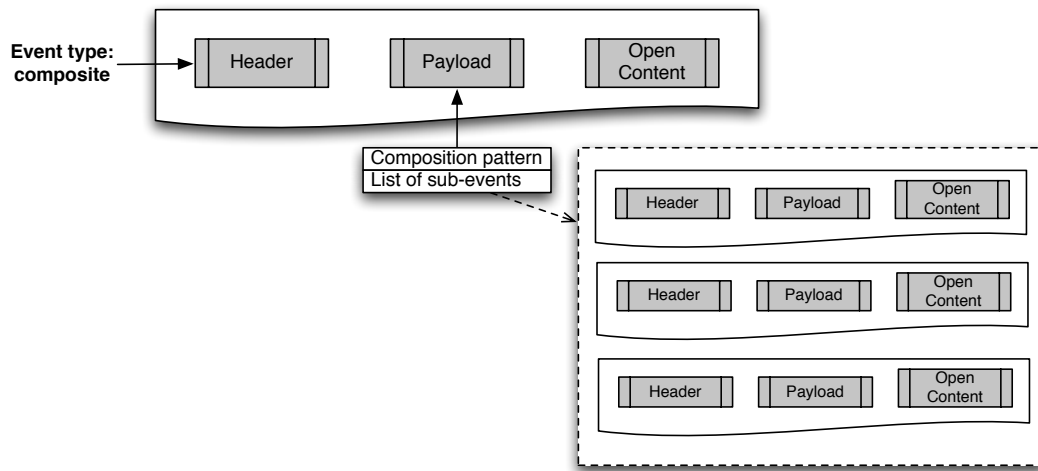 Event type:
composite
Header
Payload
Open
Content
Composition pattern
List of sub-events
Header
Payload
Open
Content
Header
Payload
Open
Content
Header
Payload
Open
Content